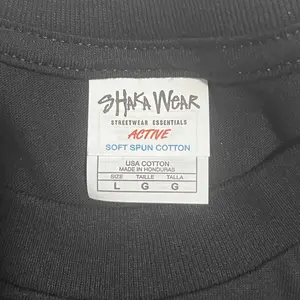 SHAKA WEAR
STREETWEAR ESSENTIALS
ACTIVE
SOFT SPUN COTTON
USA COTTON
MADE IN HONDURAS
SIZE TAILLE TALLA
L G G